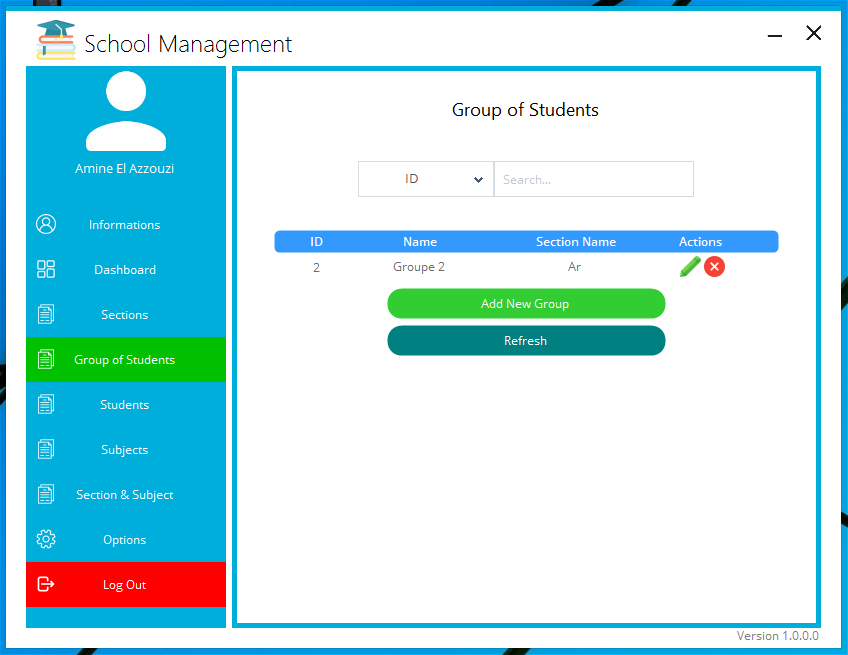 School Management
Amine El Azzouzi
Informations
Dashboard
Sections
Group of Students
Students
Subjects
Section & Subject
Options
Log Out
Group of Students
ID Search...
ID Name Section Name Actions
2 Groupe 2 Ar
Add New Group
Refresh
Version 1.0.0.0